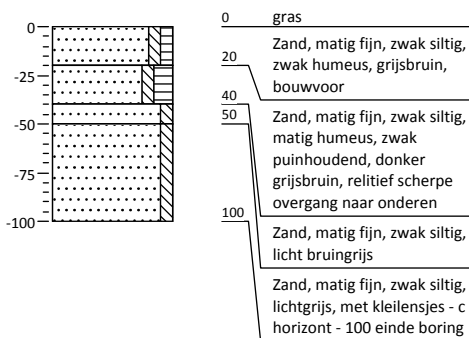 0
-25
-50
-75
-100
0
gras
20
Zand, matig fijn, zwak siltig,
zwak humeus, grijsbruin,
bouwvoor
40
50
Zand, matig fijn, zwak siltig,
matig humeus, zwak
puinhoudend, donker
grijsbruin, relitief scherpe
overgang naar onderen
100
Zand, matig fijn, zwak siltig,
licht bruingrijs
Zand, matig fijn, zwak siltig,
lichtgrijs, met kleilensjes - c
horizont - 100 einde boring